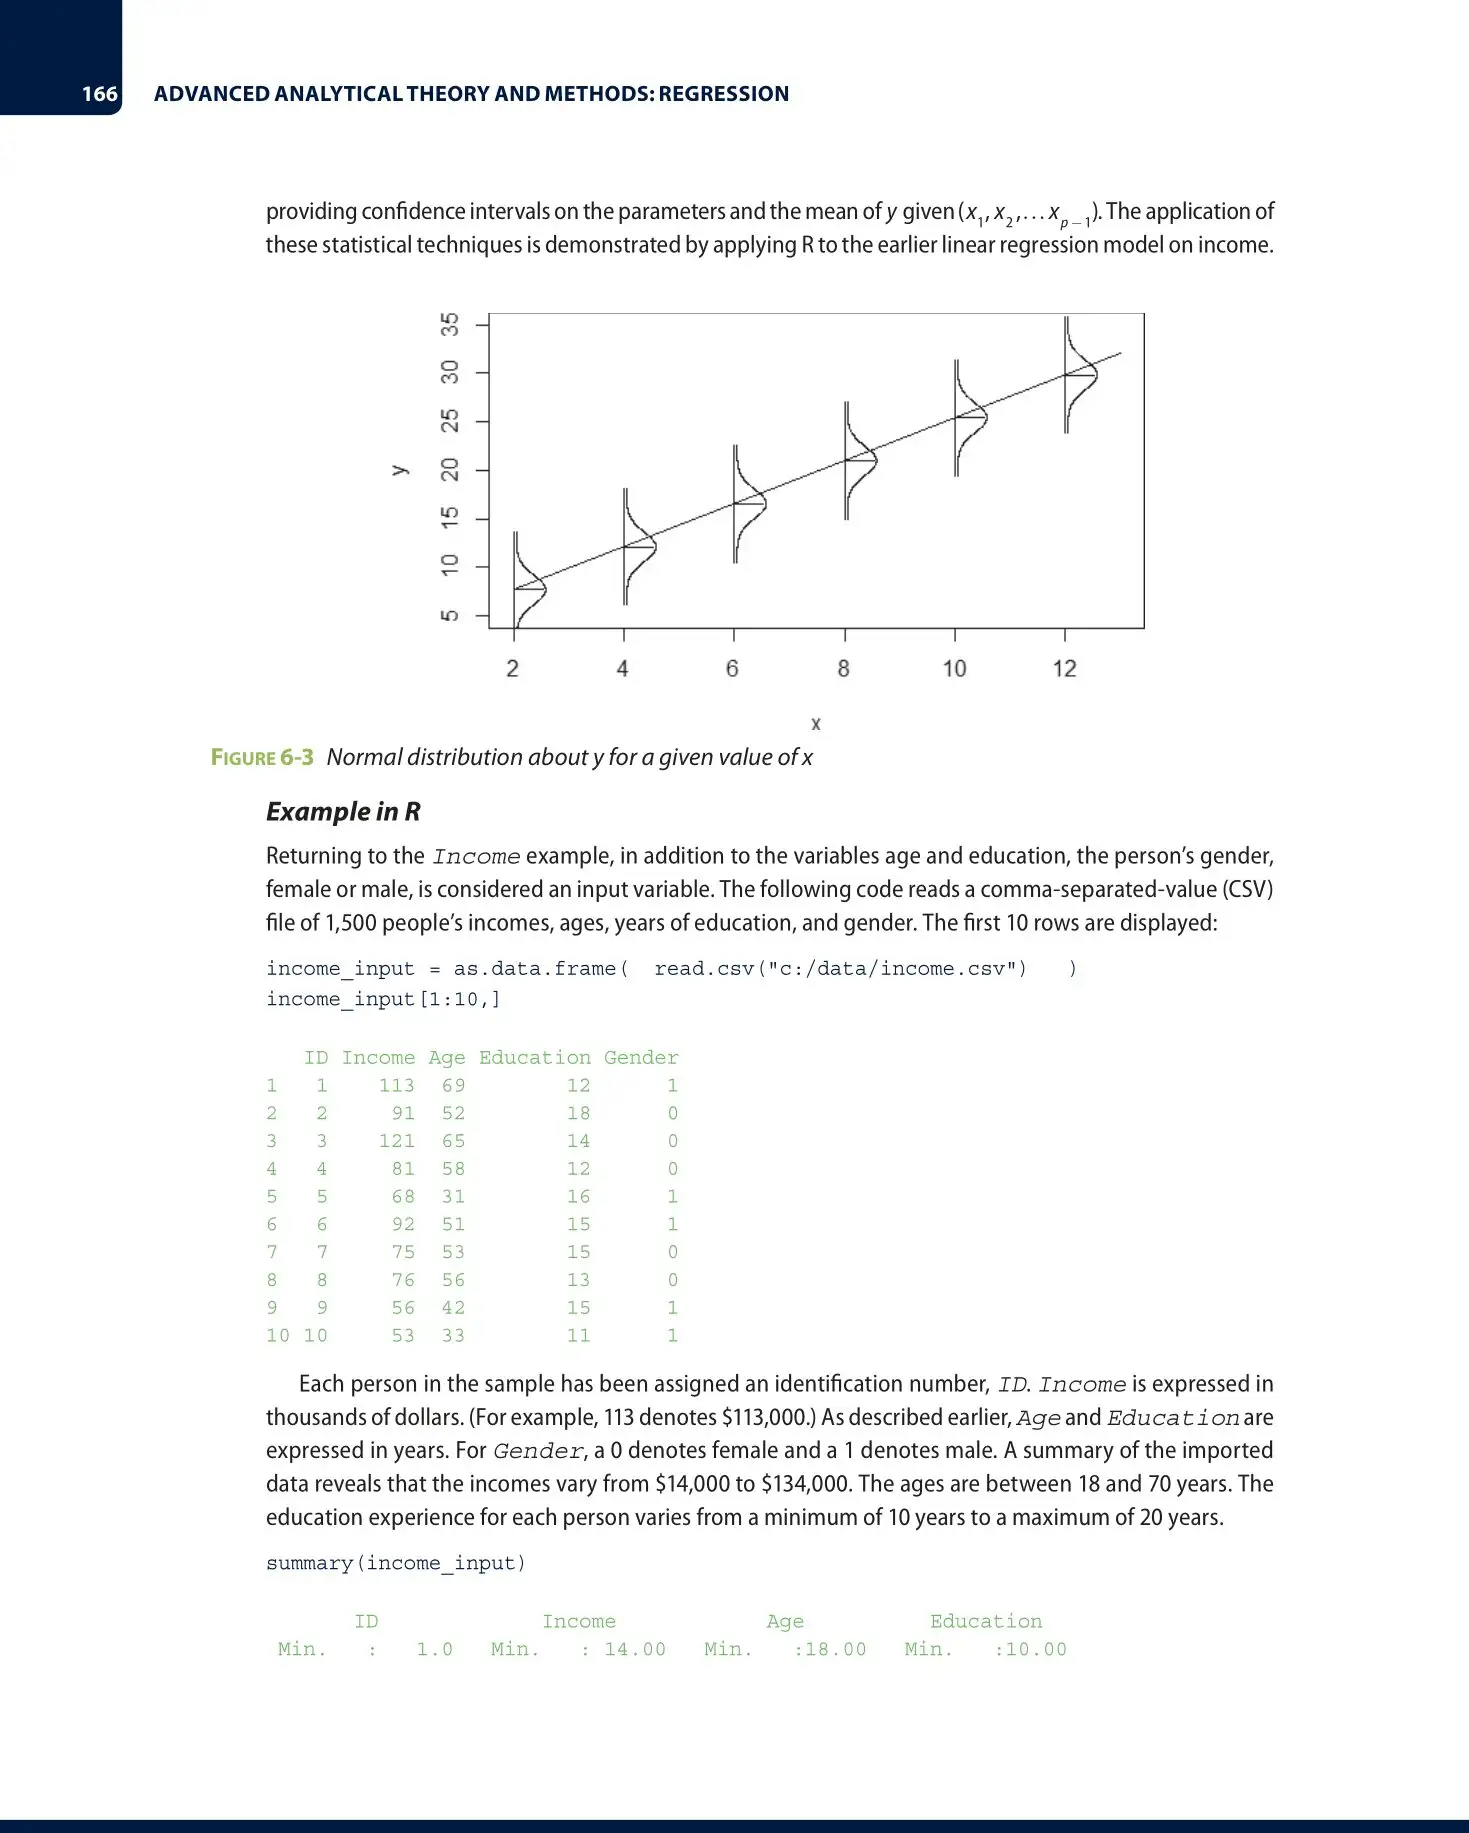 166 ADVANCED ANALYTICAL THEORY AND METHODS: REGRESSION
providing confidence intervals on the parameters and the mean of y given (x₁, x₂,...xₚ₋₁). The application of
these statistical techniques is demonstrated by applying R to the earlier linear regression model on income.
35
30
25
20
15
10
5
y
2 4 6 8 10 12
x
FIGURE 6-3 Normal distribution about y for a given value of x
Example in R
Returning to the Income example, in addition to the variables age and education, the person's gender,
female or male, is considered an input variable. The following code reads a comma-separated-value (CSV)
file of 1,500 people's incomes, ages, years of education, and gender. The first 10 rows are displayed:
income_input = as.data.frame(  read.csv("c:/data/income.csv")   )
income_input[1:10,]
   ID Income Age Education Gender
1   1    113  69        12      1
2   2     91  52        18      0
3   3    121  65        14      0
4   4     81  58        12      0
5   5     68  31        16      1
6   6     92  51        15      1
7   7     75  53        15      0
8   8     76  56        13      0
9   9     56  42        15      1
10 10     53  33        11      1
Each person in the sample has been assigned an identification number, ID. Income is expressed in
thousands of dollars. (For example, 113 denotes $113,000.) As described earlier, Age and Education are
expressed in years. For Gender, a 0 denotes female and a 1 denotes male. A summary of the imported
data reveals that the incomes vary from $14,000 to $134,000. The ages are between 18 and 70 years. The
education experience for each person varies from a minimum of 10 years to a maximum of 20 years.
summary(income_input)
       ID             Income            Age          Education
 Min.   :   1.0   Min.   : 14.00   Min.   :18.00   Min.   :10.00